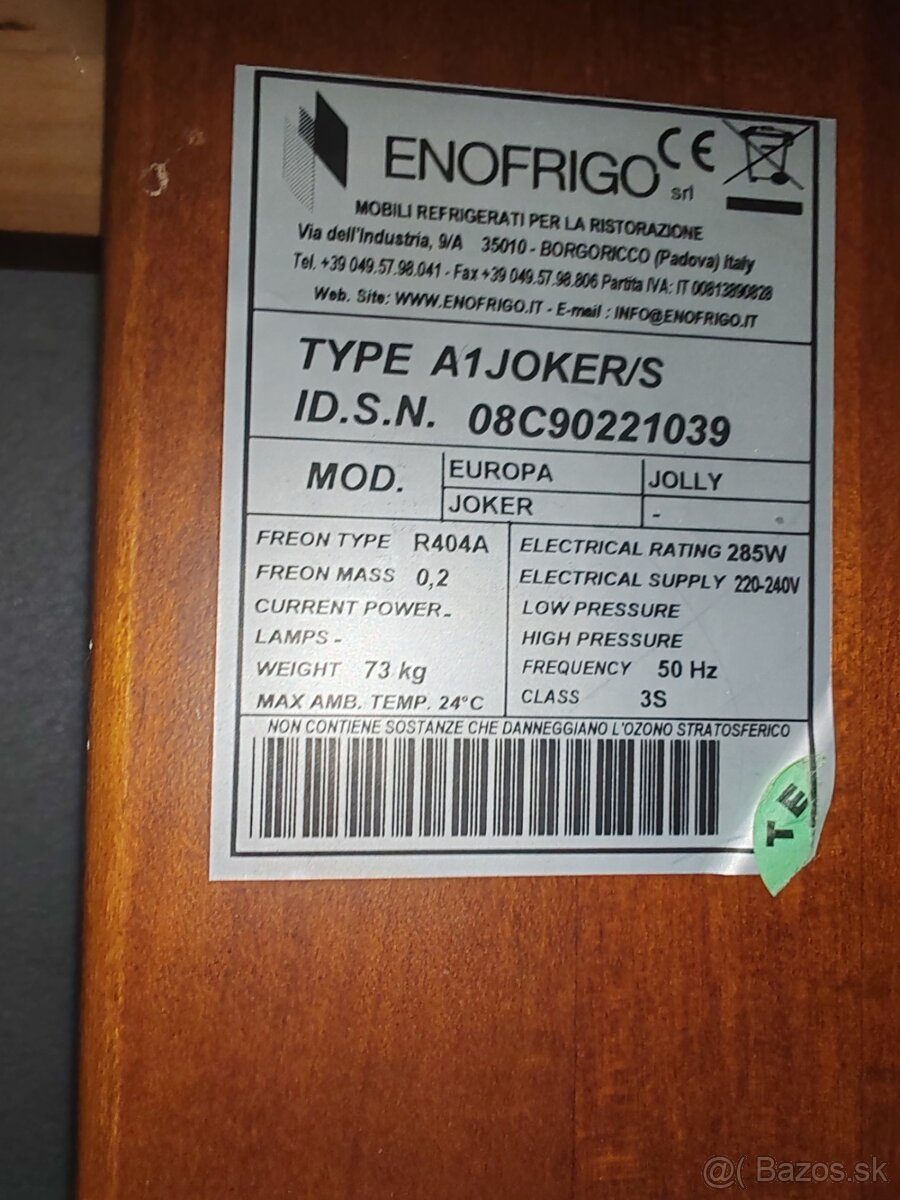 ENOFRIGO srl CE
MOBILI REFRIGERATI PER LA RISTORAZIONE
Via dell'Industria, 9/A 35010 - BORGORICCO (Padova) Italy
Tel. +39 049.57.98.041 - Fax +39 049.57.98.806 Partita IVA: IT 00813890828
Web. Site: WWW.ENOFRIGO.IT - E-mail : INFO@ENOFRIGO.IT
TYPE A1JOKER/S
ID.S.N. 08C90221039
MOD. EUROPA JOLLY
JOKER -
FREON TYPE R404A
FREON MASS 0,2
CURRENT POWER-
LAMPS -
WEIGHT 73 kg
MAX AMB. TEMP. 24°C
ELECTRICAL RATING 285W
ELECTRICAL SUPPLY 220-240V
LOW PRESSURE
HIGH PRESSURE
FREQUENCY 50 Hz
CLASS 3S
NON CONTIENE SOSTANZE CHE DANNEGGIANO L'OZONO STRATOSFERICO
TE
@( Bazos.sk